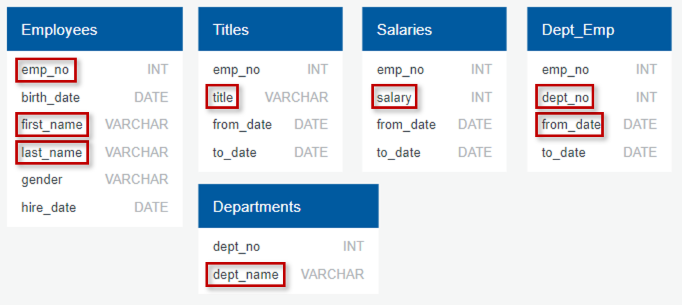 Employees
emp_no INT
birth_date DATE
first_name VARCHAR
last_name VARCHAR
gender VARCHAR
hire_date DATE
Titles
emp_no INT
title VARCHAR
from_date DATE
to_date DATE
Salaries
emp_no INT
salary INT
from_date DATE
to_date DATE
Dept_Emp
emp_no INT
dept_no INT
from_date DATE
to_date DATE
Departments
dept_no INT
dept_name VARCHAR